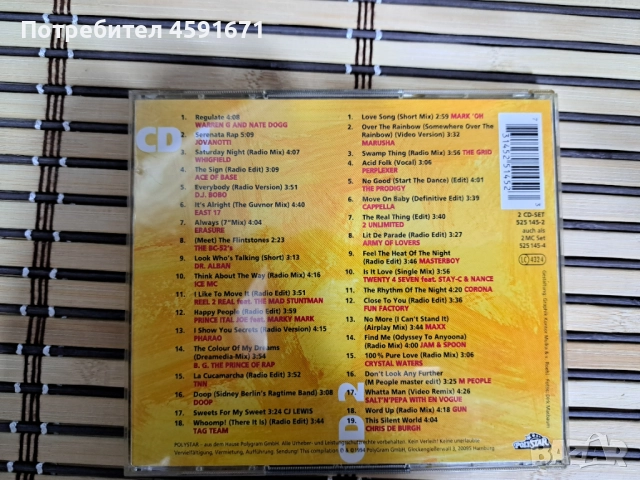 Потребител 4591671
CD
1. Regulate 4:08
WARREN G AND NATE DOGG
2. Serenata Rap 5:09
JOVANOTTI
3. Saturday Night (Radio Mix) 4:07
WHIGFIELD
4. The Sign (Radio Edit) 3:09
ACE OF BASE
5. Everybody (Radio Version) 3:51
D.J. BOBO
6. It's Alright (The Guvnor Mix) 3:40
EAST 17
7. Always (7"Mix) 4:04
ERASURE
8. (Meet) The Flintstones 2:23
THE BC-52's
9. Look Who's Talking (Short) 3:13
DR. ALBAN
10. Think About The Way (Radio Mix) 4:16
ICE MC
11. I Like To Move It (Radio Edit) 3:51
REEL 2 REAL feat. THE MAD STUNTMAN
12. Happy People (Radio Edit) 3:59
PRINCE ITAL JOE feat. MARKY MARK
13. I Show You Secrets (Radio Version) 4:15
PHARAO
14. The Colour Of My Dreams
(Dreamedia-Mix) 3:54
B. G. THE PRINCE OF RAP
15. La Cucamarcha (Radio Edit) 3:52
TNN
16. Doop (Sidney Berlin's Ragtime Band)
DOOP
17. Sweets For My Sweet 3:24 CJ LEWIS
18. Whoomp! (There It Is) (Radio Edit) 3:44
TAG TEAM
CD 2
1. Love Song (Short Mix) 2:59 MARK 'OH
2. Over The Rainbow (Somewhere Over The
Rainbow) (Video Version) 3:32
MARUSHA
3. Swamp Thing (Radio Mix) 3:56 THE GRID
4. Acid Folk (Vocal) 3:06
PERPLEXER
5. No Good (Start The Dance) (Edit) 4:01
THE PRODIGY
6. Move On Baby (Definitive Edit) 3:39
CAPPELLA
7. The Real Thing (Edit) 3:40
2 UNLIMITED
8. Lit De Parade (Radio Edit) 3:27
ARMY OF LOVERS
9. Feel The Heat Of The Night
(Radio Edit) 3:46 MASTERBOY
10. Is It Love (Single Mix) 3:56
TWENTY 4 SEVEN feat. STAY-C & NANCE
11. The Rhythm Of The Night 4:20 CORONA
12. Close To You (Radio Edit) 3:36
FUN FACTORY
13. No More (I Can't Stand It)
(Airplay Mix) 3:44 MAXX
14. Find Me (Odyssey To Anyoona)
(Radio Mix) 4:00 JAM & SPOON
15. 100% Pure Love (Radio Mix) 3:06
CRYSTAL WATERS
16. Don't Look Any Further
(M People master edit) 3:25 M PEOPLE
17. Whatta Man (Video Remix) 4:26
SALT'N'PEPA WITH EN VOGUE
18. Word Up (Radio Mix) 4:18 GUN
19. This Silent World 4:04
CHRIS DE BURGH
2 CD-SET
525 145-2
auch als
2 MC Set
525 145-4
LC 4324
POLYSTAR
BAZAR